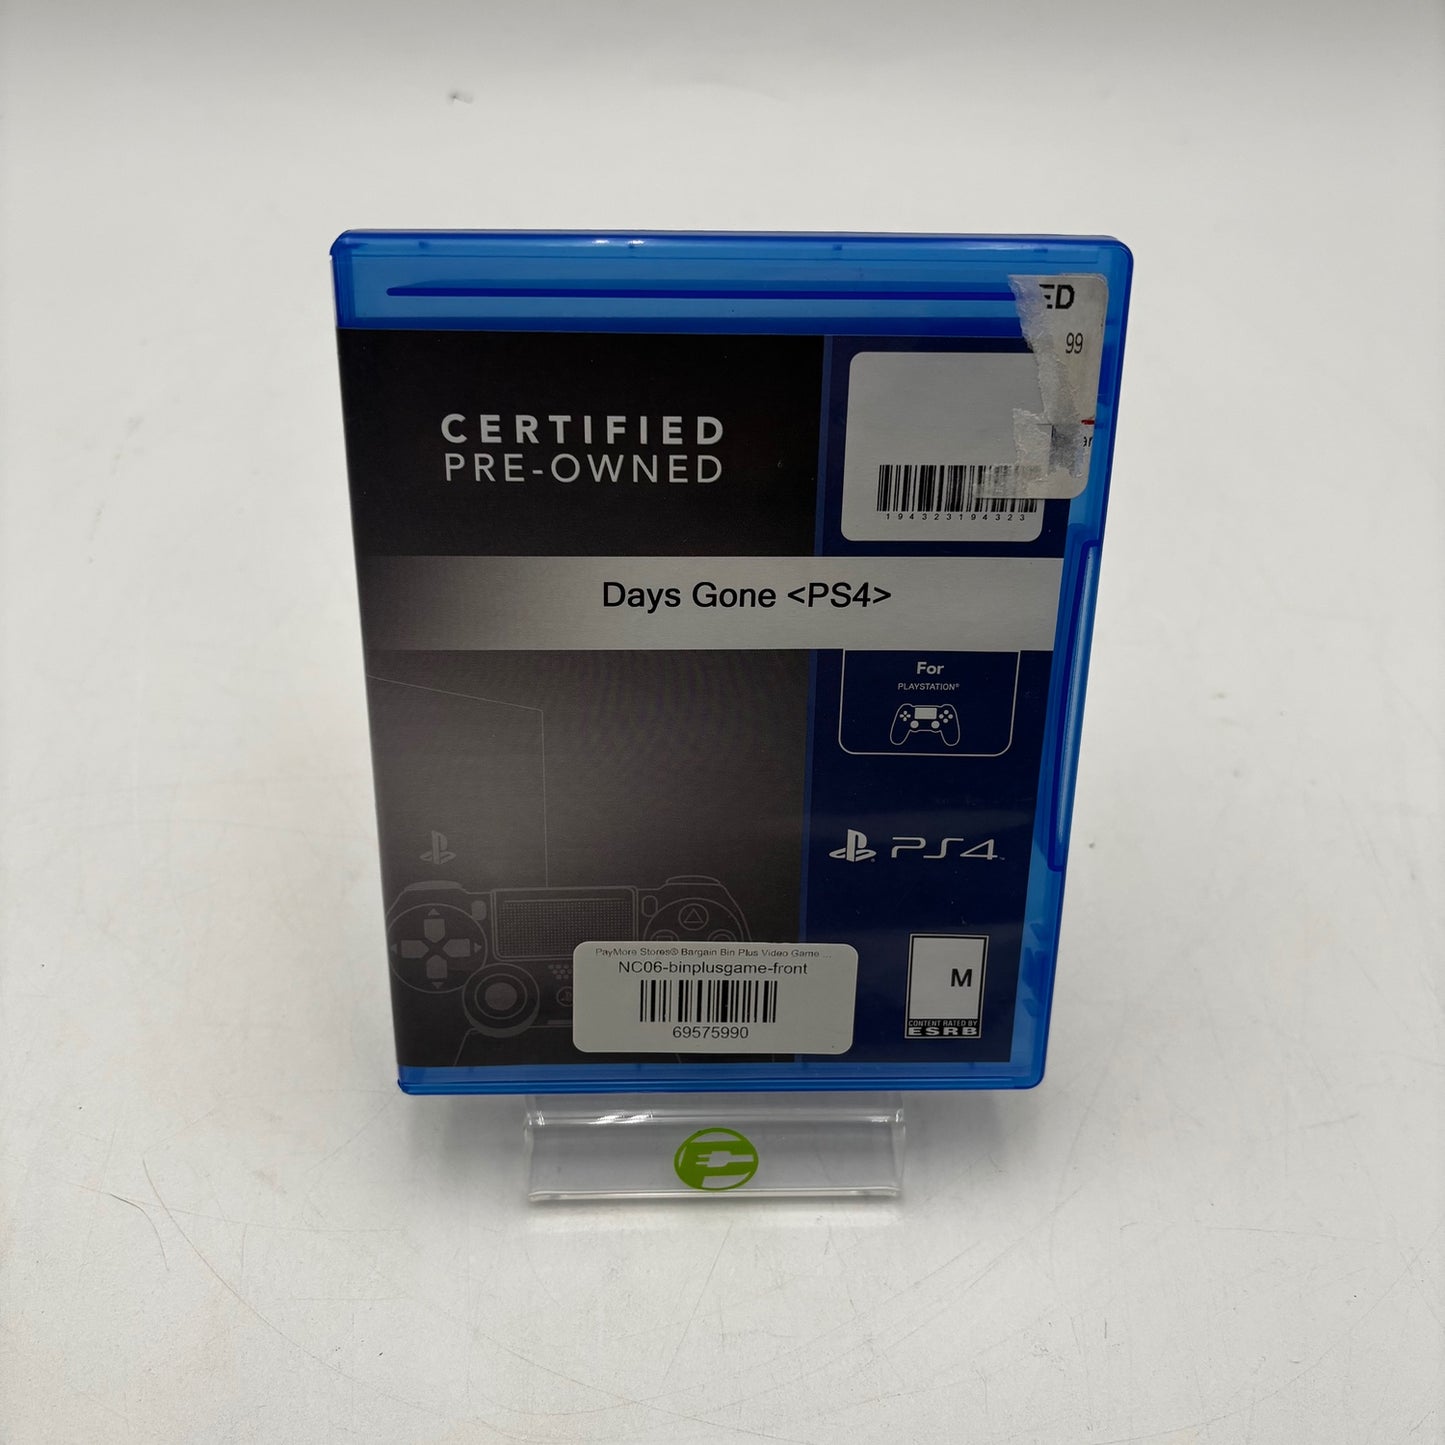 ED
99
CERTIFIED
PRE-OWNED
194323194323
Days Gone <PS4>
For
PLAYSTATION®
PS4™
PayMore Stores® Bargain Bin Plus Video Game ...
NC06-binplusgame-front
69575990
M
CONTENT RATED BY
ESRB